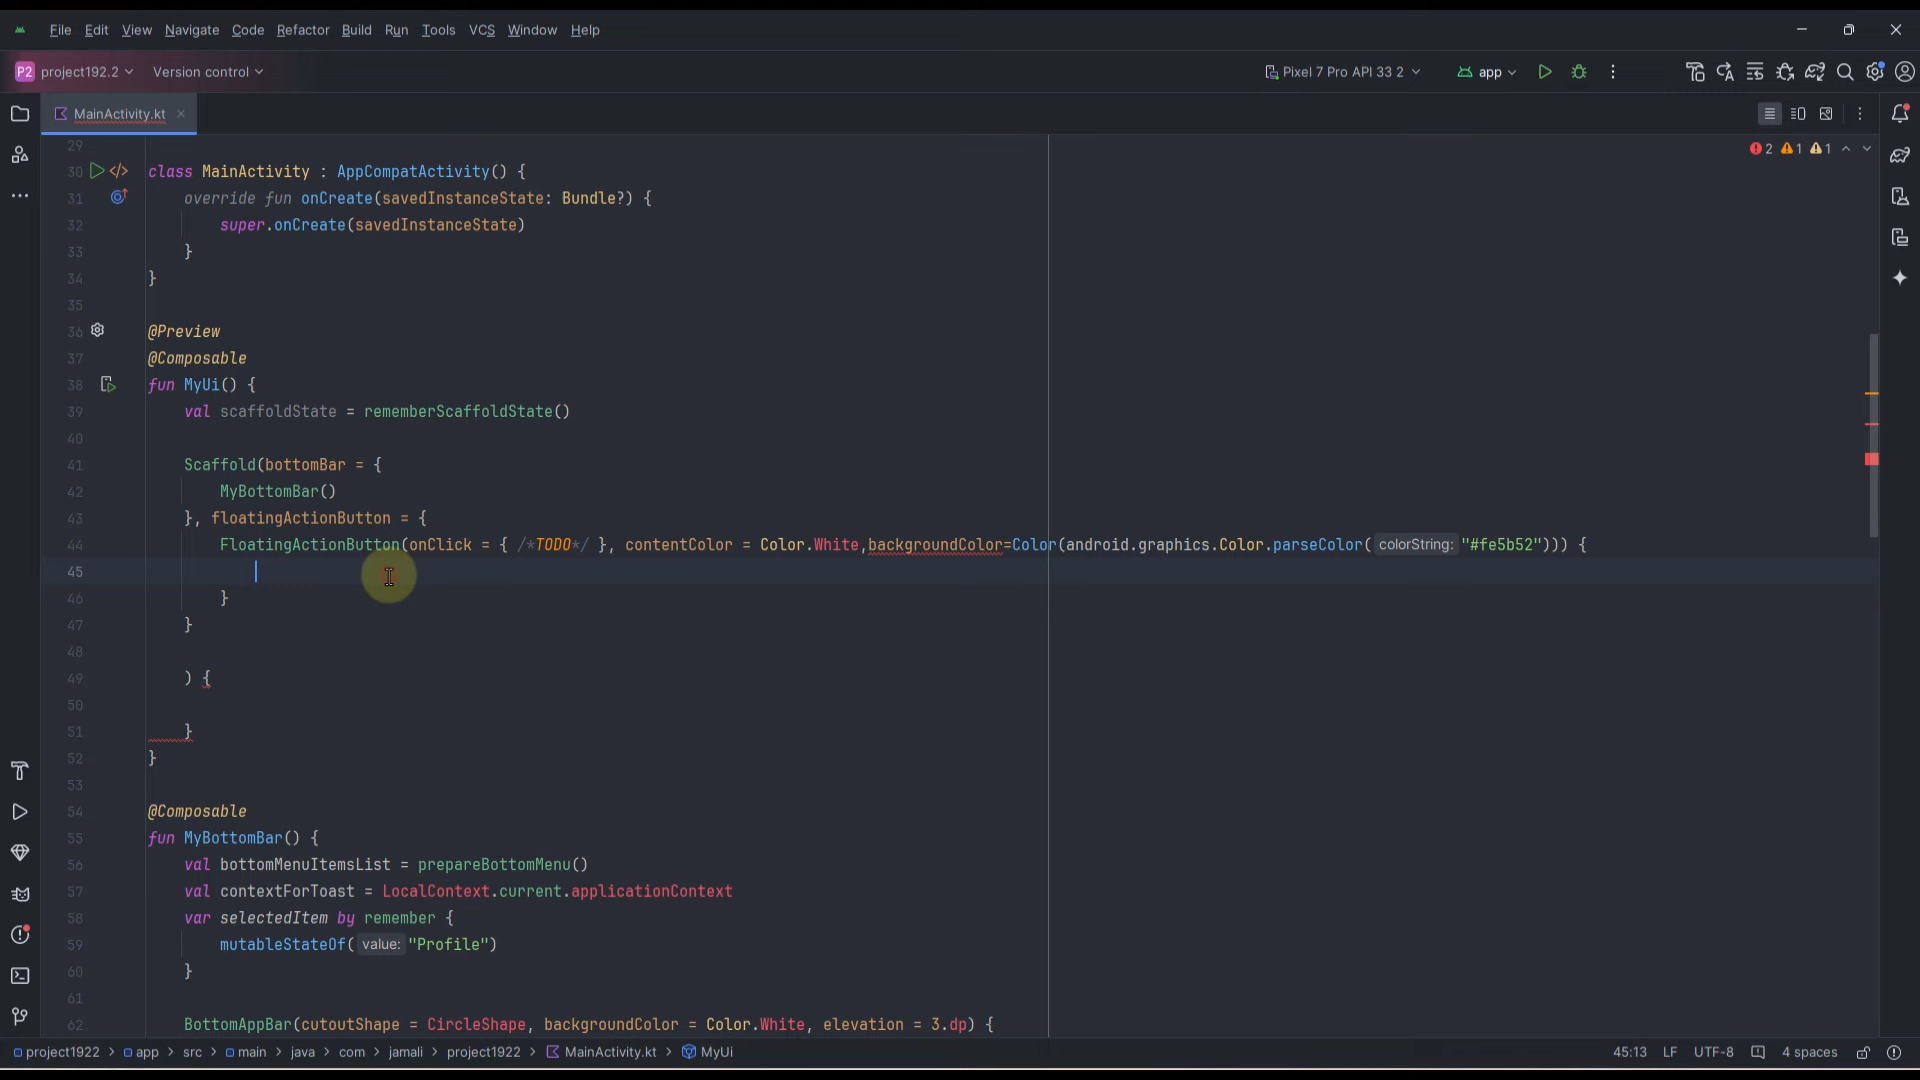 File Edit View Navigate Code Refactor Build Run Tools VCS Window Help
P2 project192.2 Version control Pixel 7 Pro API 33 2 app
MainActivity.kt
29
30 class MainActivity : AppCompatActivity() {
2 1 1
31 override fun onCreate(savedInstanceState: Bundle?) {
32 super.onCreate(savedInstanceState)
33 }
34 }
35
36 @Preview
37 @Composable
38 fun MyUi() {
39 val scaffoldState = rememberScaffoldState()
40
41 Scaffold(bottomBar = {
42 MyBottomBar()
43 }, floatingActionButton = {
44 FloatingActionButton(onClick = { /*TODO*/ }, contentColor = Color.White,backgroundColor=Color(android.graphics.Color.parseColor( colorString: "#fe5b52"))) {
45
46 }
47 }
48
49 ) {
50
51 }
52 }
53
54 @Composable
55 fun MyBottomBar() {
56 val bottomMenuItemsList = prepareBottomMenu()
57 val contextForToast = LocalContext.current.applicationContext
58 var selectedItem by remember {
59 mutableStateOf( value: "Profile")
60 }
61
62 BottomAppBar(cutoutShape = CircleShape, backgroundColor = Color.White, elevation = 3.dp) {
project1922 > app > src > main > java > com > jamali > project1922 > MainActivity.kt > MyUi 45:13 LF UTF-8 4 spaces